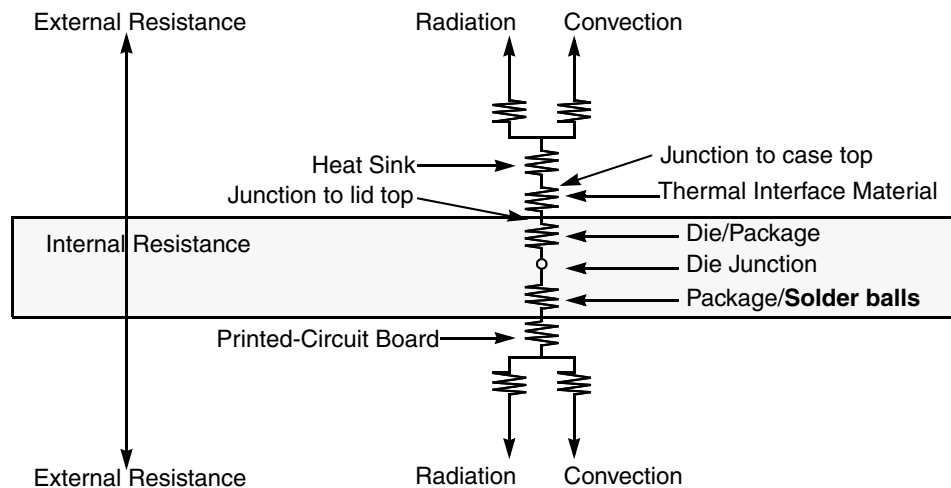 External Resistance
Radiation
Convection
Heat Sink
Junction to case top
Junction to lid top
Thermal Interface Material
Internal Resistance
Die/Package
Die Junction
Package/Solder balls
Printed-Circuit Board
External Resistance
Radiation
Convection